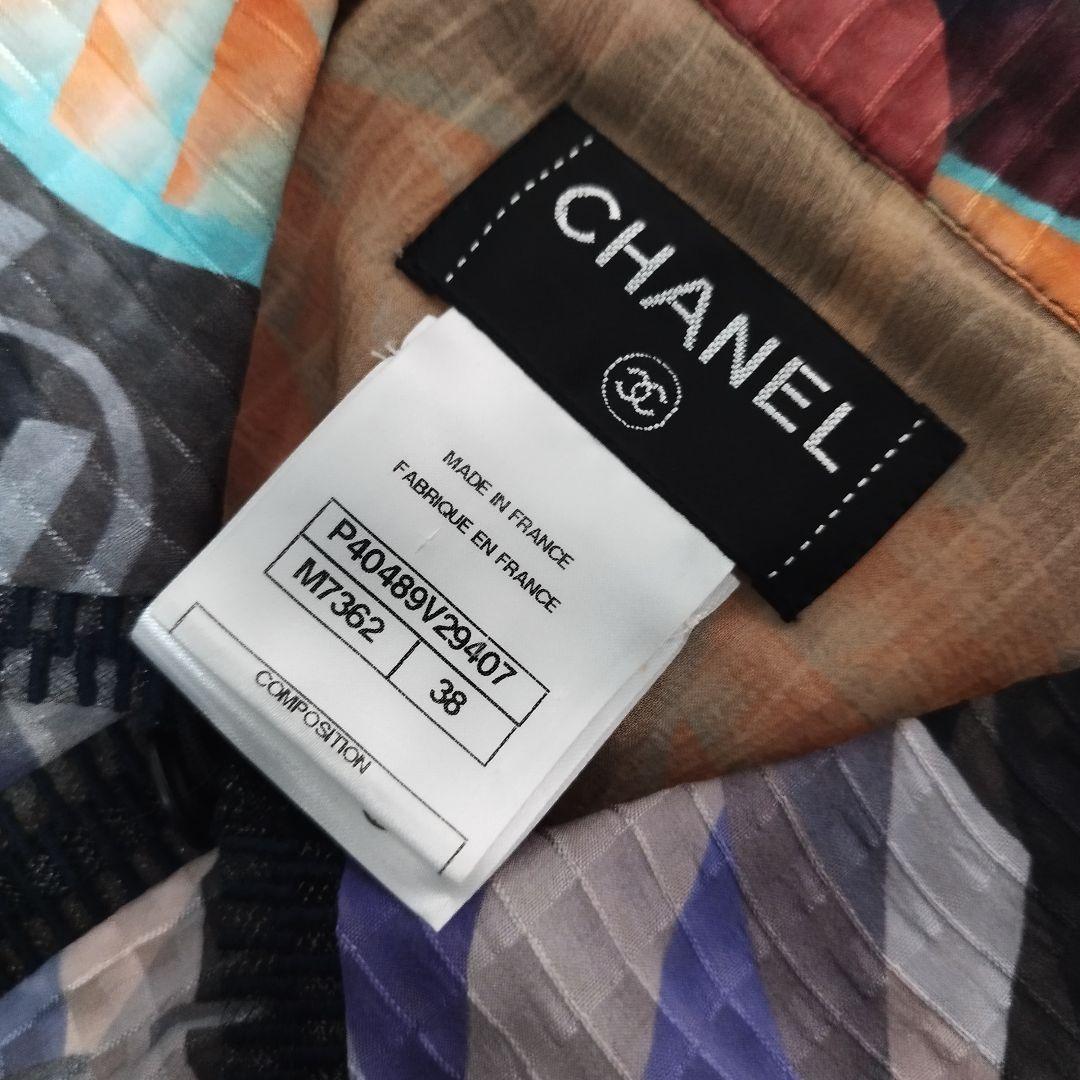 CHANEL
MADE IN FRANCE
FABRIQUE EN FRANCE
P40489V29407
M7362 38
COMPOSITION